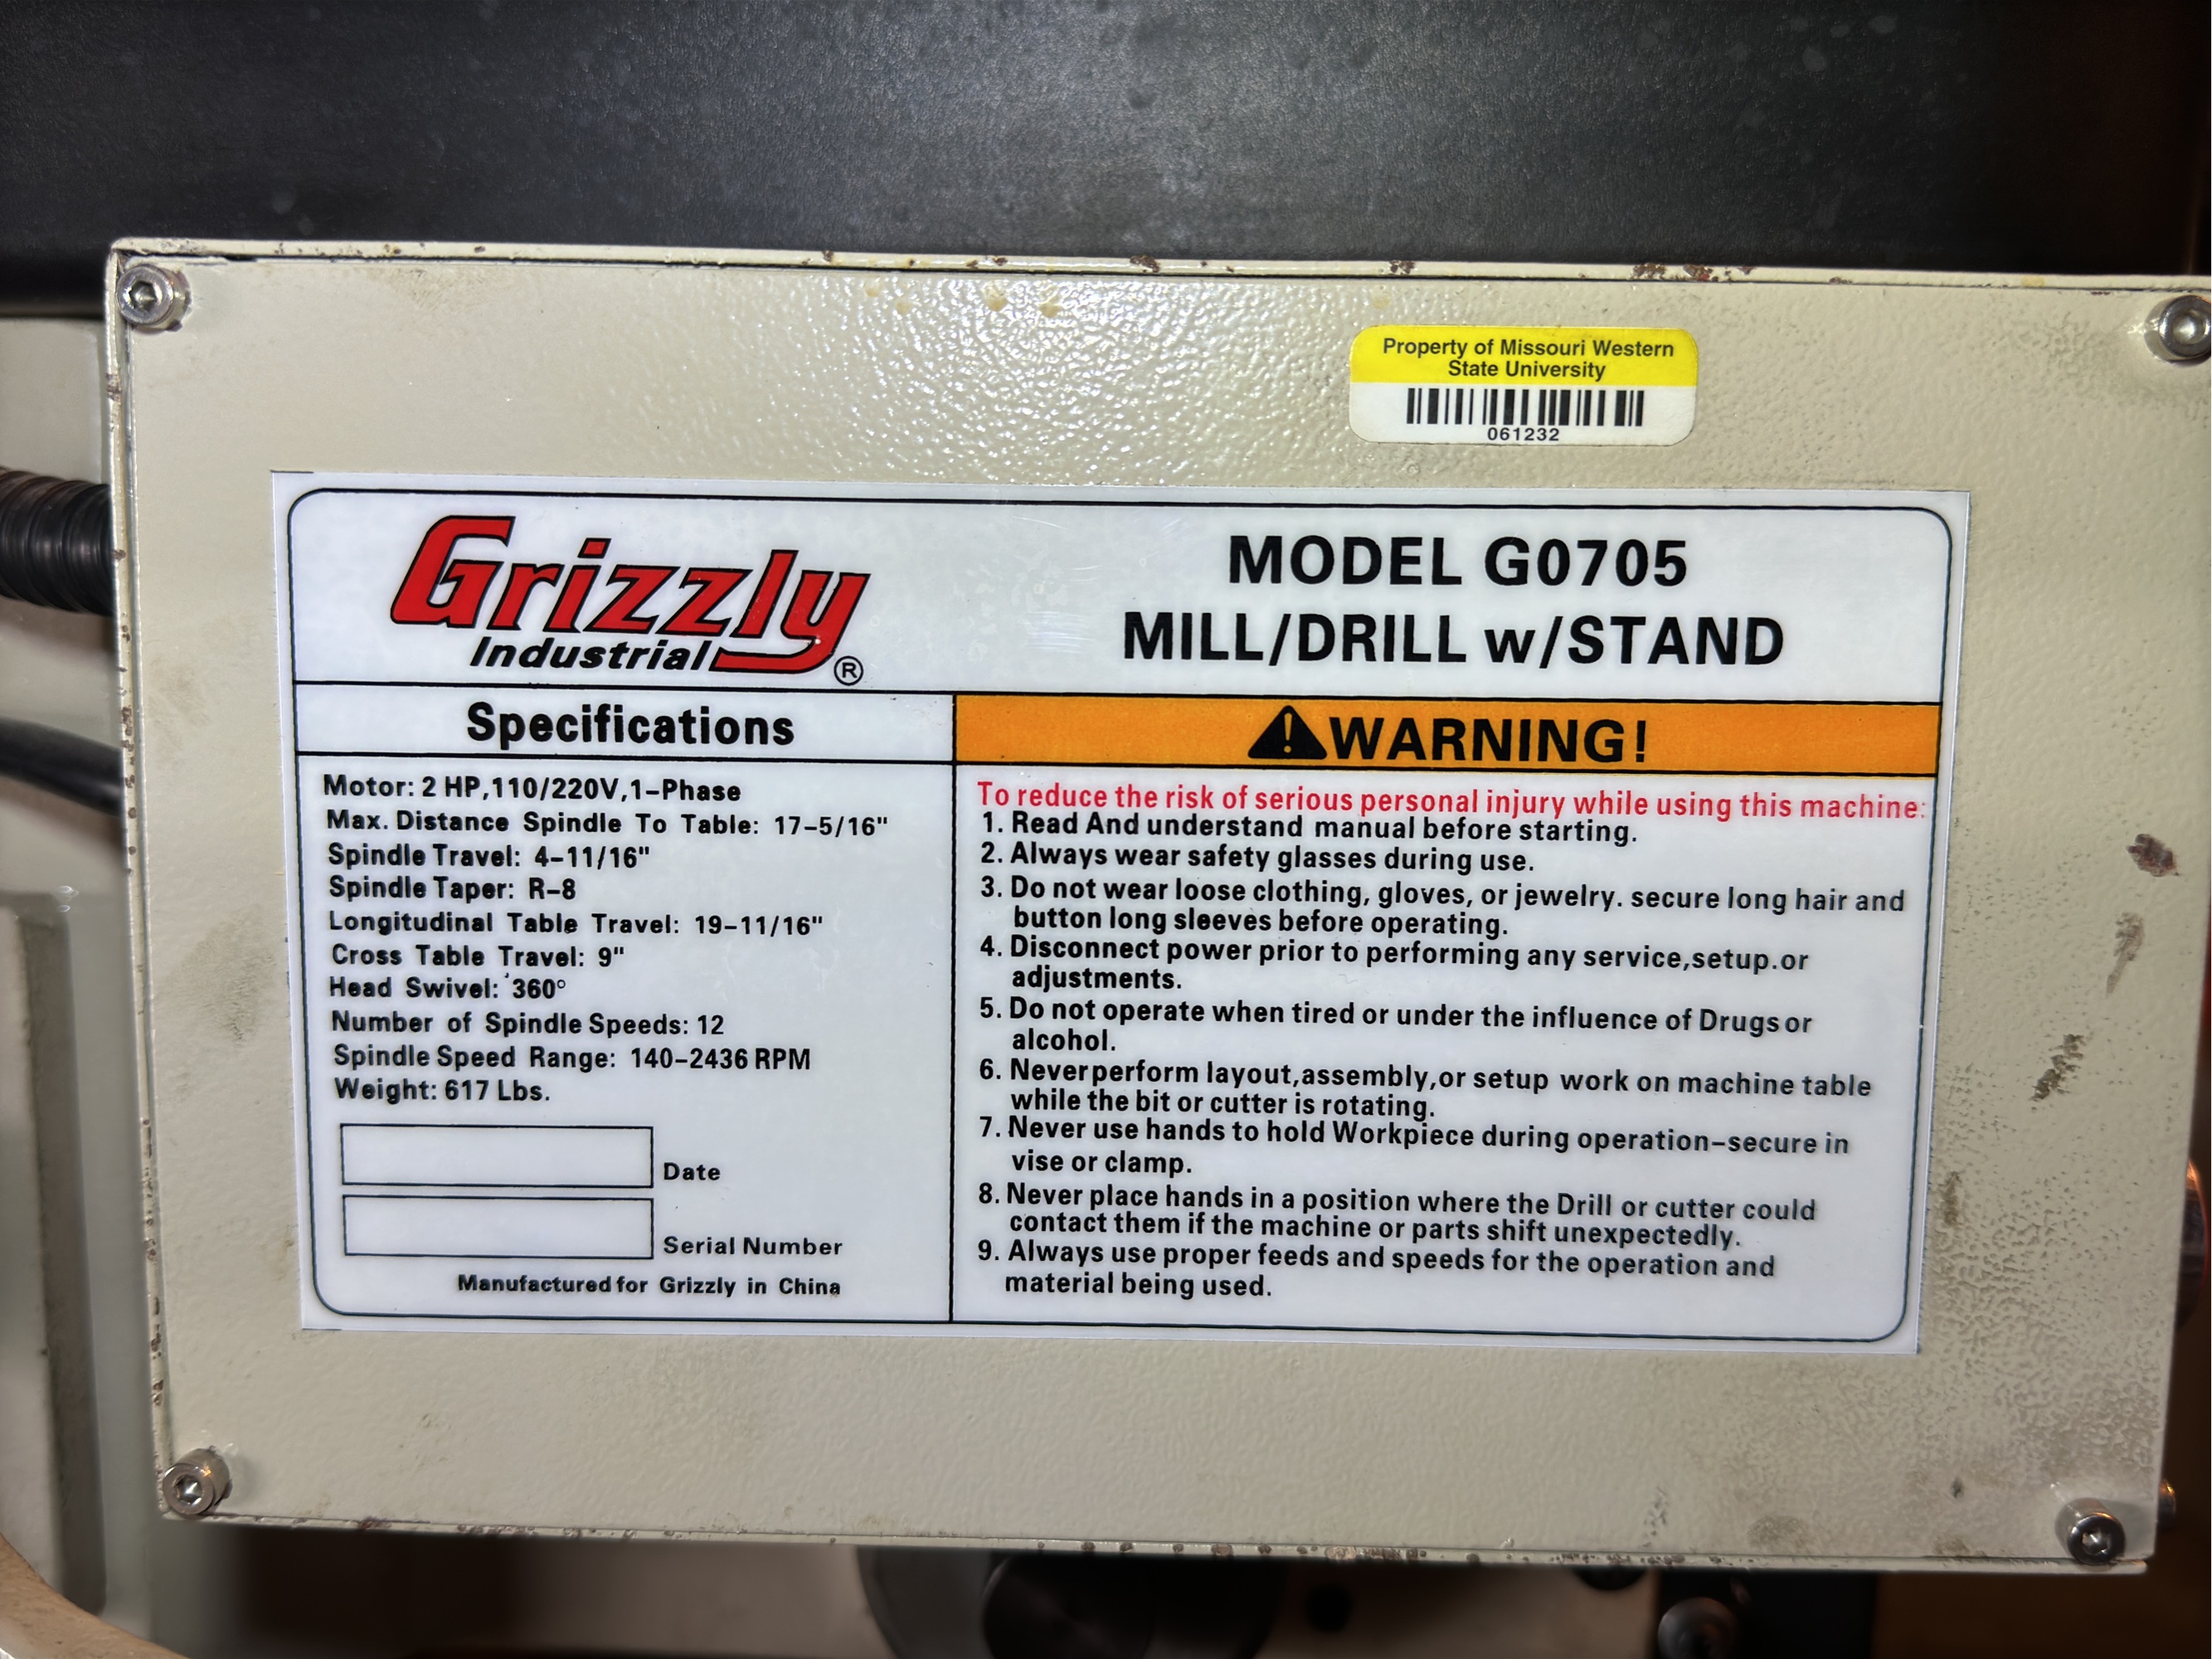 Property of Missouri Western
State University
061232
Grizzly
Industrial®
MODEL G0705
MILL/DRILL w/STAND
Specifications
Motor: 2 HP,110/220V,1-Phase
Max. Distance Spindle To Table: 17-5/16"
Spindle Travel: 4-11/16"
Spindle Taper: R-8
Longitudinal Table Travel: 19-11/16"
Cross Table Travel: 9"
Head Swivel: 360°
Number of Spindle Speeds: 12
Spindle Speed Range: 140-2436 RPM
Weight: 617 Lbs.
Date
Serial Number
Manufactured for Grizzly in China
WARNING!
To reduce the risk of serious personal injury while using this machine:
1. Read And understand manual before starting.
2. Always wear safety glasses during use.
3. Do not wear loose clothing, gloves, or jewelry. secure long hair and
button long sleeves before operating.
4. Disconnect power prior to performing any service,setup.or
adjustments.
5. Do not operate when tired or under the influence of Drugs or
alcohol.
6. Never perform layout,assembly,or setup work on machine table
while the bit or cutter is rotating.
7. Never use hands to hold Workpiece during operation-secure in
vise or clamp.
8. Never place hands in a position where the Drill or cutter could
contact them if the machine or parts shift unexpectedly.
9. Always use proper feeds and speeds for the operation and
material being used.